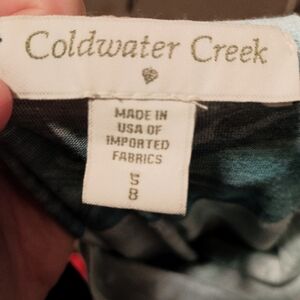 Coldwater Creek
MADE IN
USA OF
IMPORTED
FABRICS
S
8